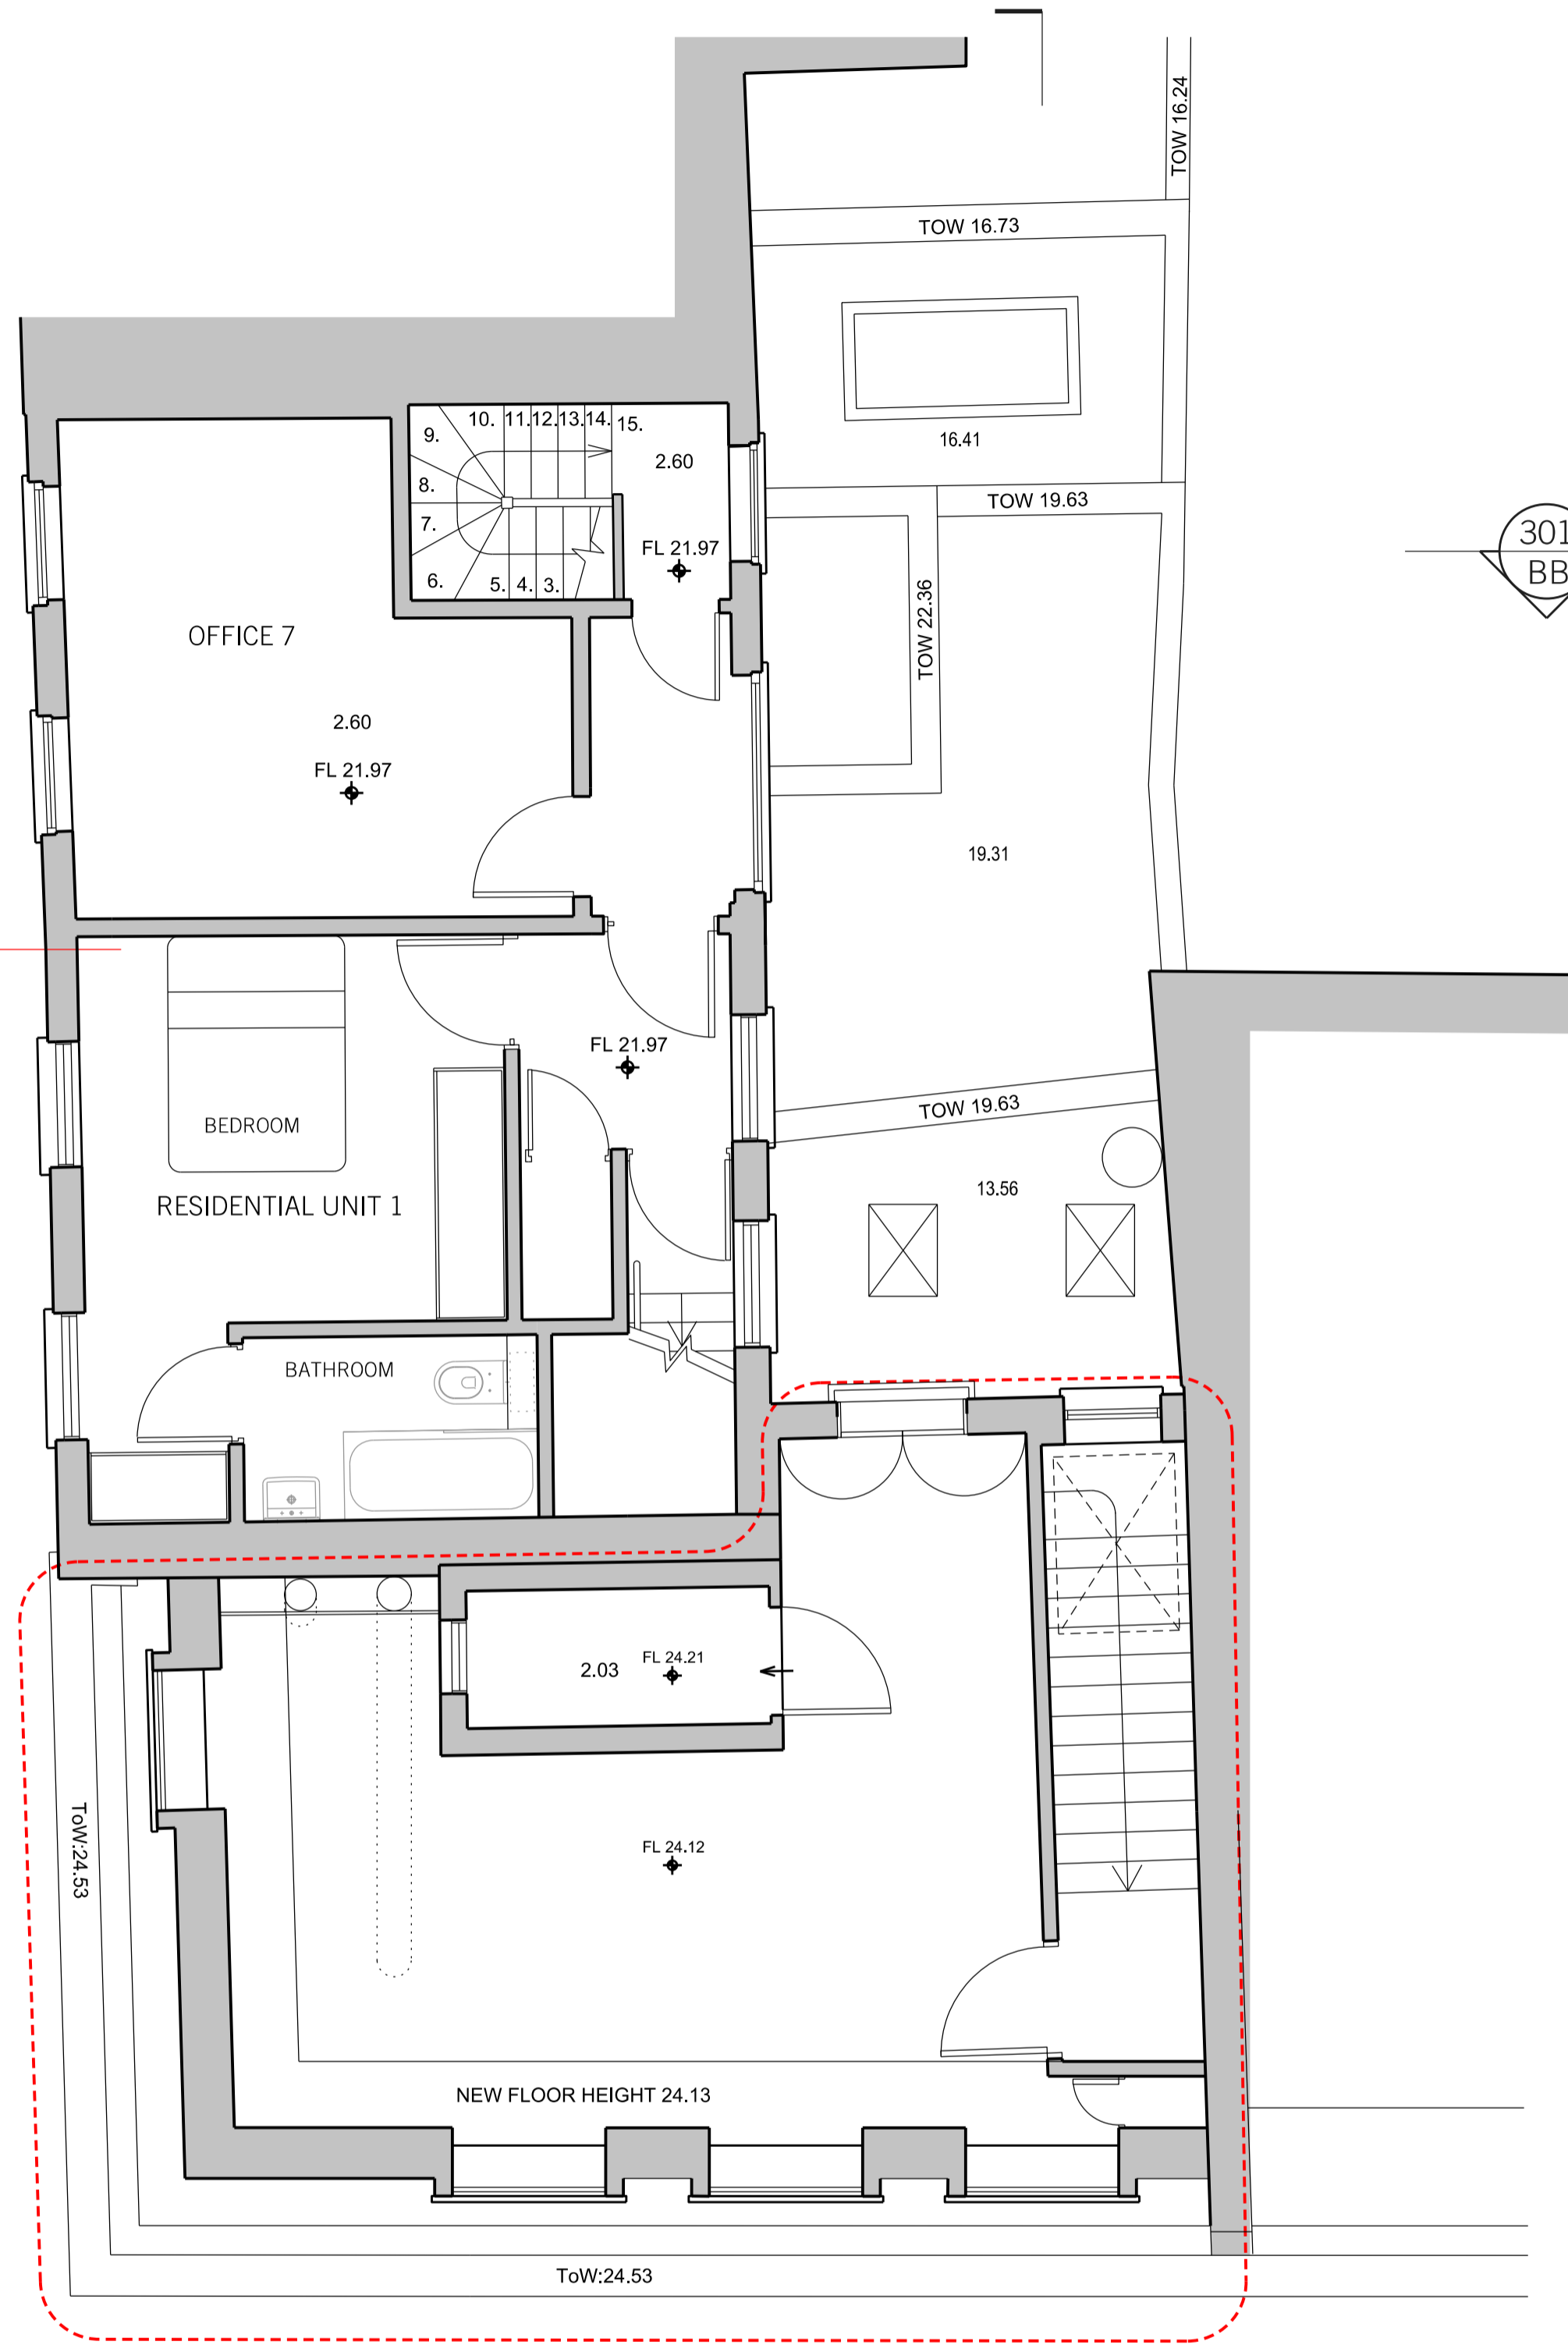 TOW 16.24
TOW 16.73
16.41
TOW 19.63
301
BB
9.
10.
11.
12.
13.
14.
15.
8.
7.
6.
5.
4.
3.
2.60
FL 21.97
TOW 22.36
OFFICE 7
2.60
FL 21.97
19.31
FL 21.97
BEDROOM
TOW 19.63
RESIDENTIAL UNIT 1
13.56
BATHROOM
2.03
FL 24.21
ToW:24.53
FL 24.12
NEW FLOOR HEIGHT 24.13
ToW:24.53